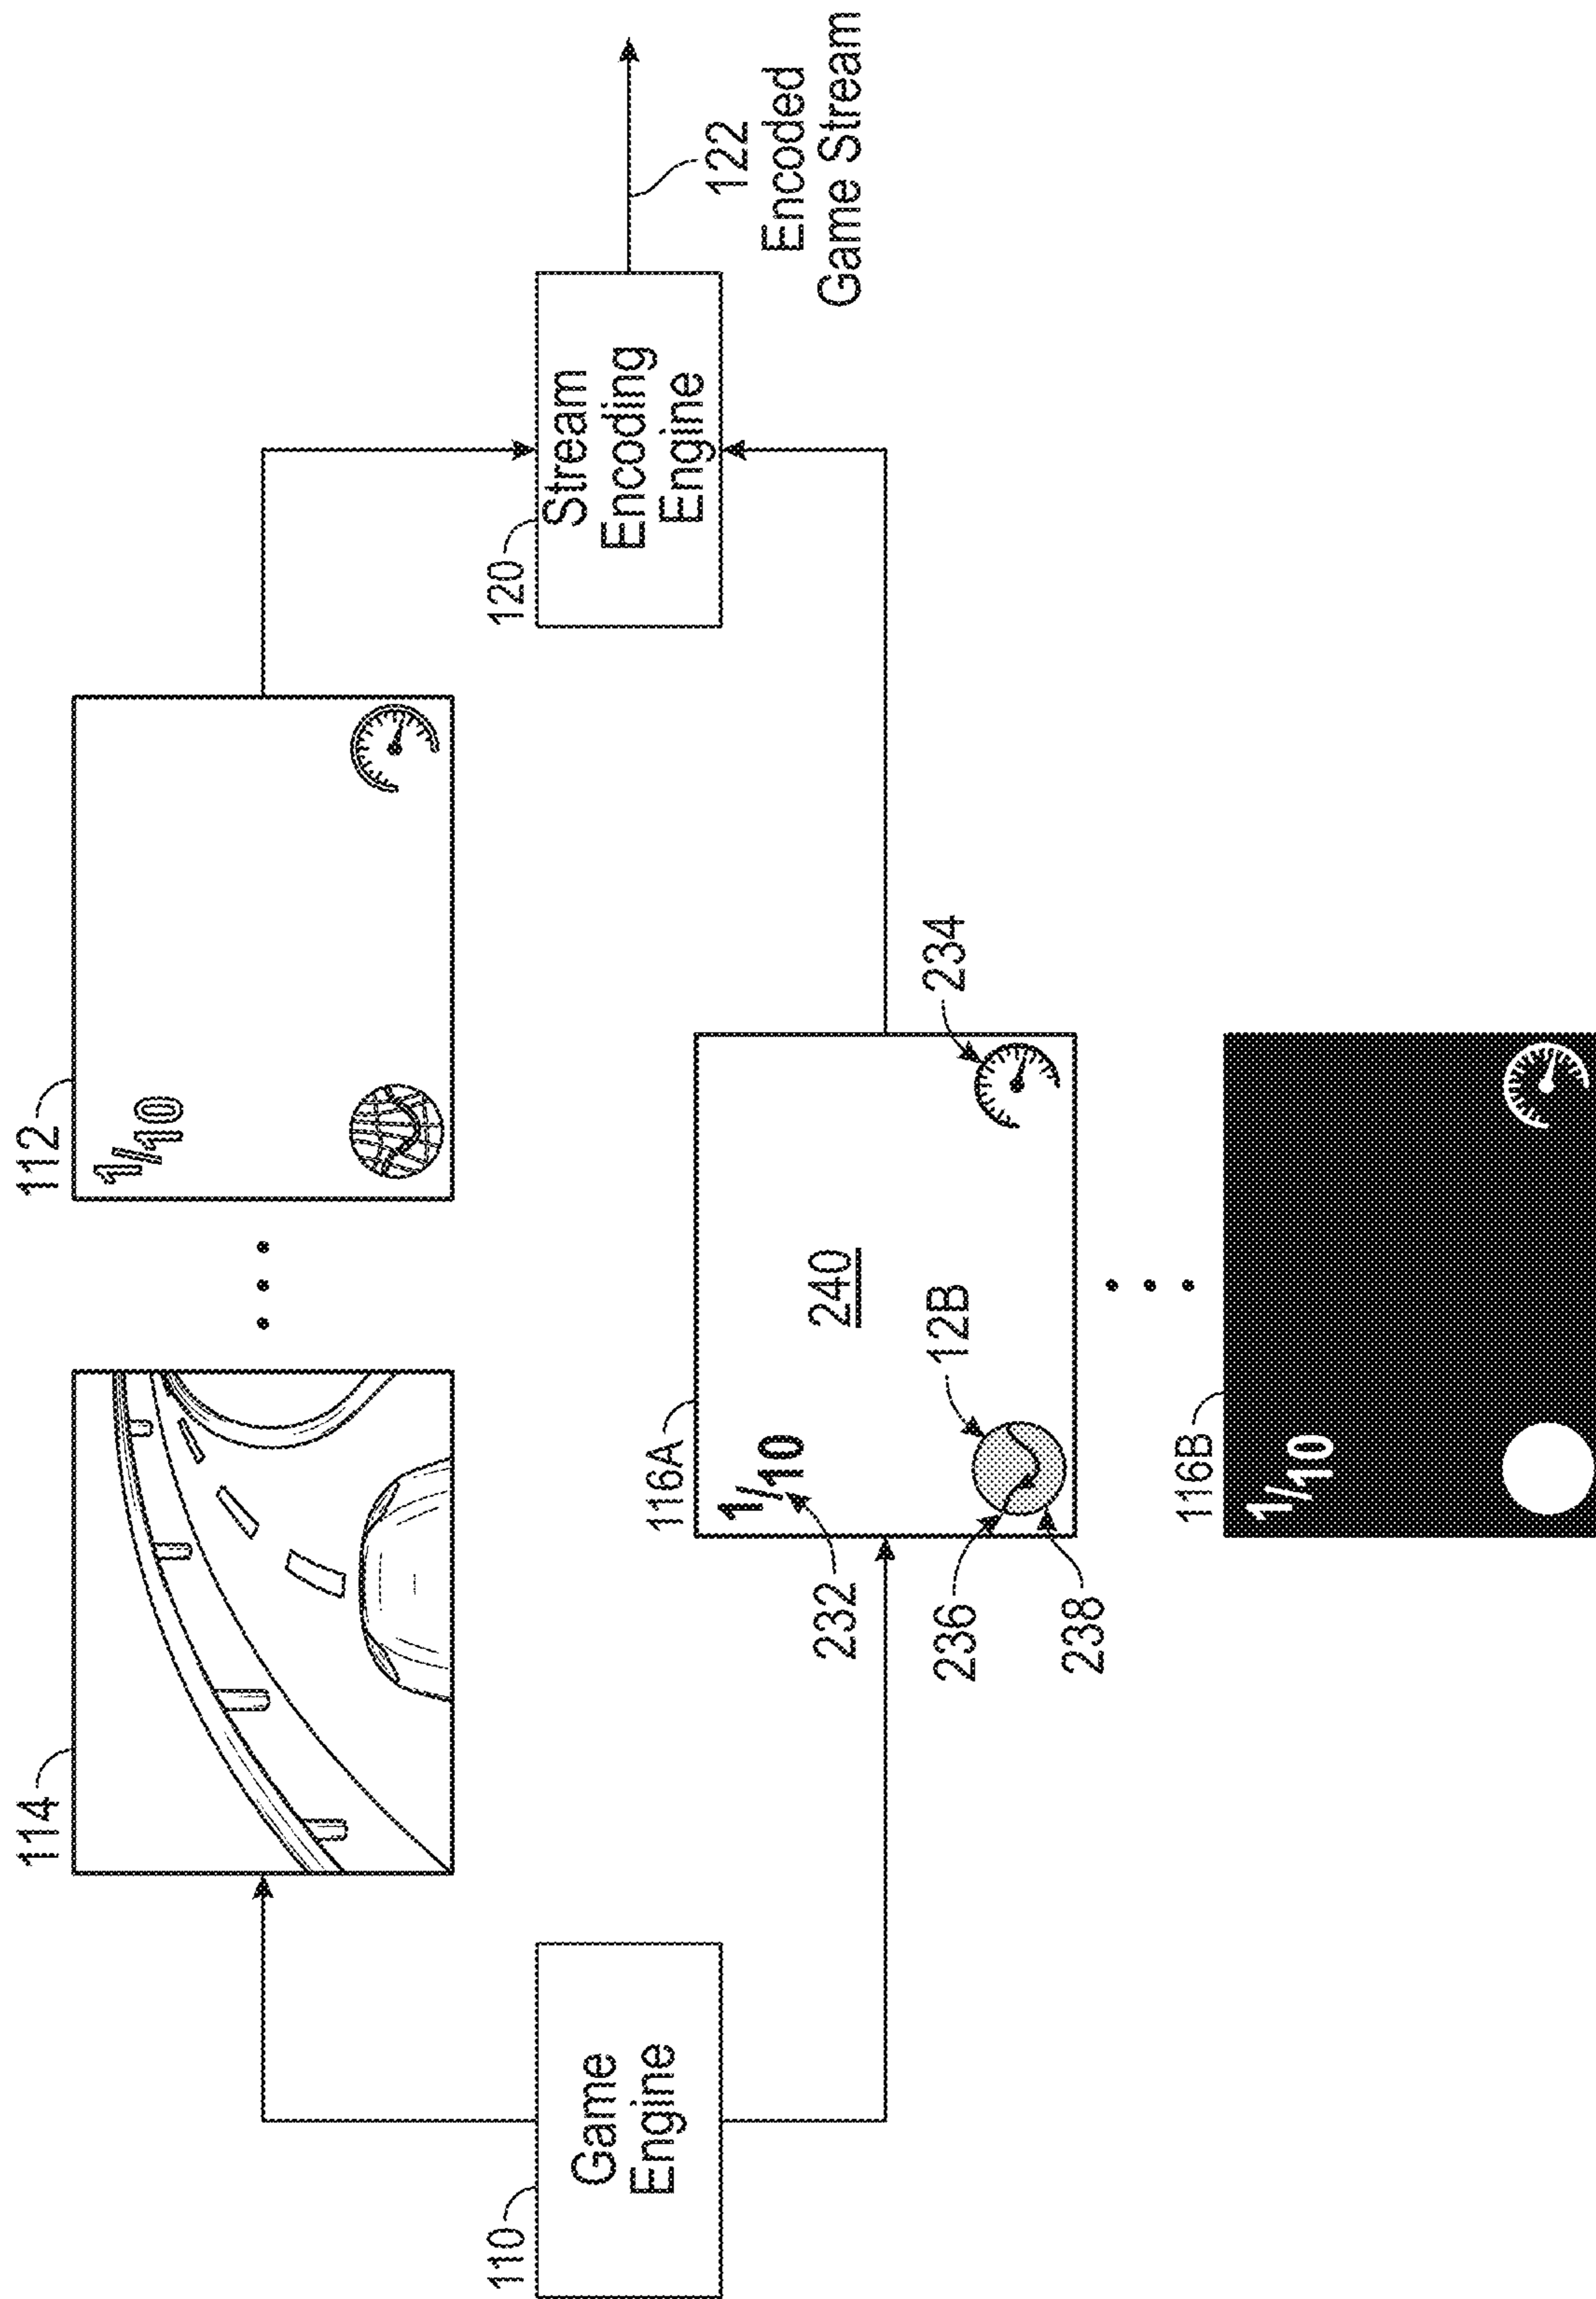 114
112
1/10
110
Game
Engine
120
Stream
Encoding
Engine
122
Encoded
Game Stream
116A
1/10
232
240
12B
236
238
234
116B
1/10